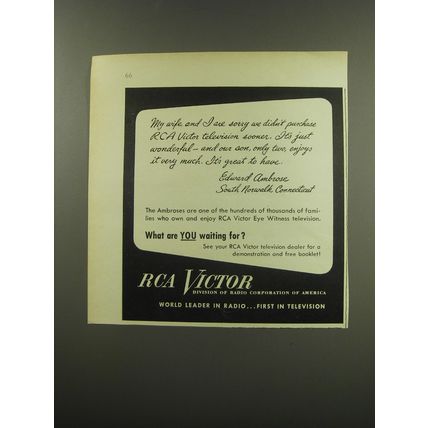 66
My wife and I are sorry we didn't purchase
RCA Victor television sooner. It's just
wonderful — and our son, only two, enjoys
it very much. It's great to have.
Edward Ambrose
South Norwalk, Connecticut
The Ambroses are one of the hundreds of thousands of fami-
lies who own and enjoy RCA Victor Eye Witness television.
What are YOU waiting for?
See your RCA Victor television dealer for a
demonstration and free booklet!
RCA VICTOR
DIVISION OF RADIO CORPORATION OF AMERICA
WORLD LEADER IN RADIO...FIRST IN TELEVISION